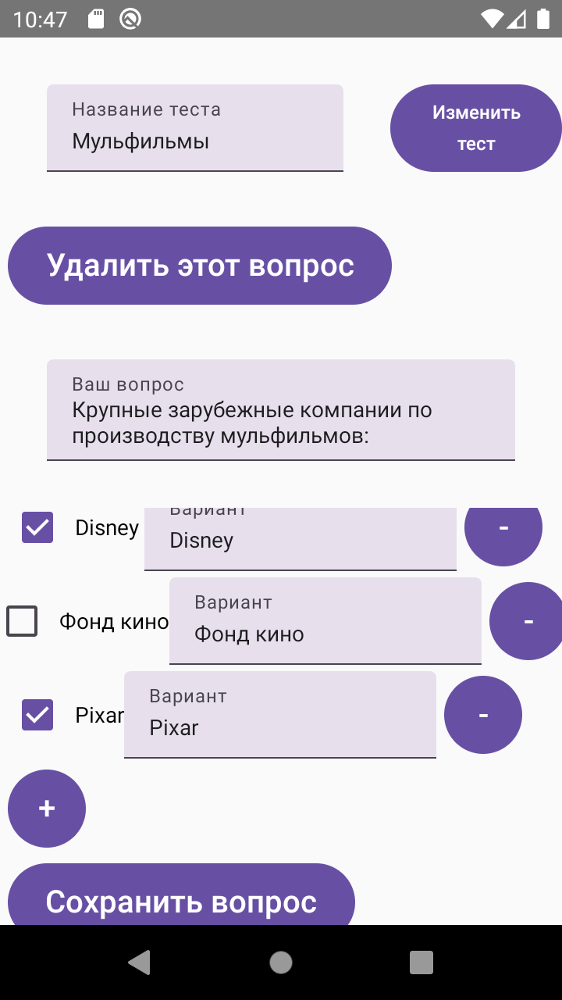 10:47
Название теста
Мульфильмы
Изменить
тест
Удалить этот вопрос
Ваш вопрос
Крупные зарубежные компании по
производству мульфильмов:
Вариант
Disney
Disney
-
Вариант
Фонд кино
Фонд кино
-
Вариант
Pixar
Pixar
-
+
Сохранить вопрос